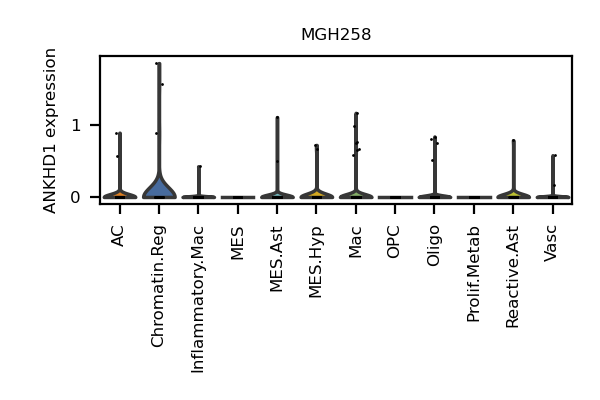 MGH258
ANKHD1 expression
1
0
AC
Chromatin.Reg
Inflammatory.Mac
MES
MES.Ast
MES.Hyp
Mac
OPC
Oligo
Prolif.Metab
Reactive.Ast
Vasc